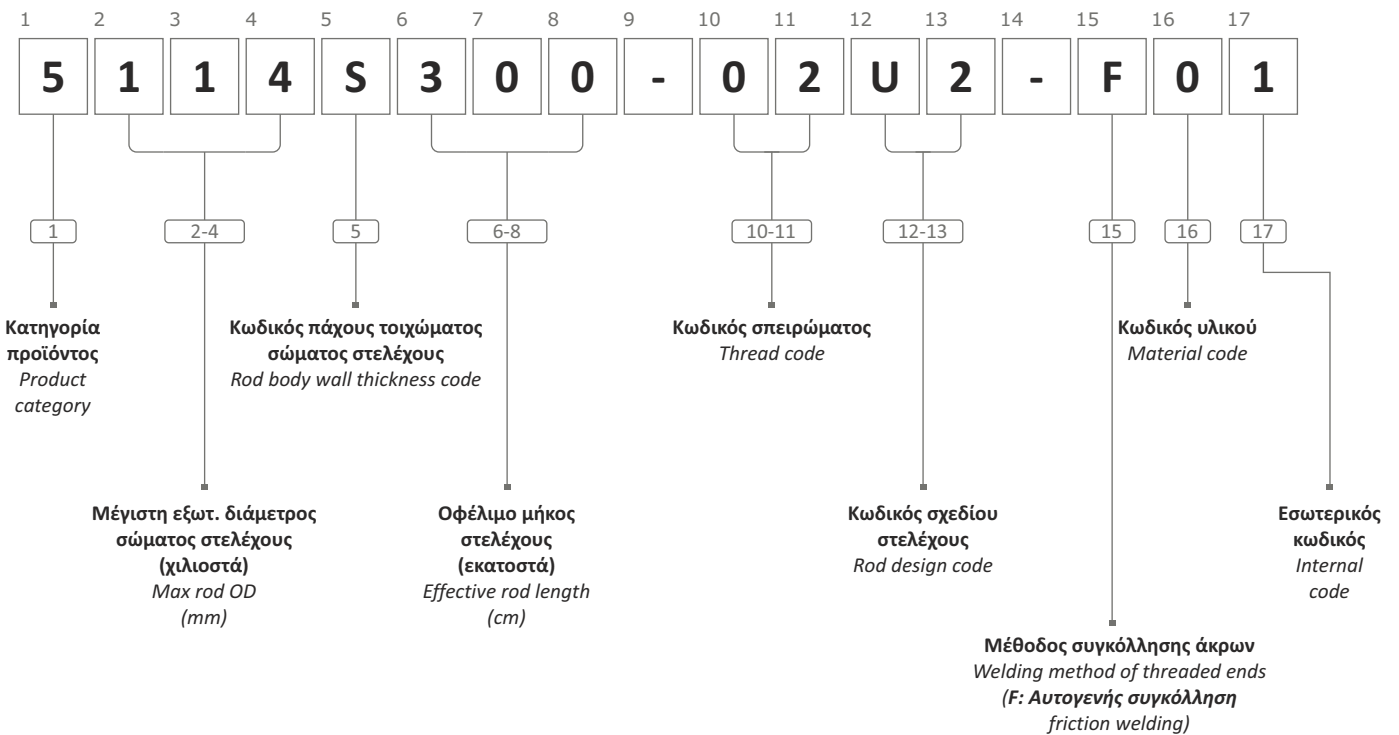 1 2 3 4 5 6 7 8 9 10 11 12 13 14 15 16 17
5 1 1 4 S 3 0 0 - 0 2 U 2 - F 0 1
1 2-4 5 6-8 10-11 12-13 15 16 17
Κατηγορία
προϊόντος
Product
category
Κωδικός πάχους τοιχώματος
σώματος στελέχους
Rod body wall thickness code
Κωδικός σπειρώματος
Thread code
Κωδικός υλικού
Material code
Μέγιστη εξωτ. διάμετρος
σώματος στελέχους
(χιλιοστά)
Max rod OD
(mm)
Οφέλιμο μήκος
στελέχους
(εκατοστά)
Effective rod length
(cm)
Κωδικός σχεδίου
στελέχους
Rod design code
Εσωτερικός
κωδικός
Internal
code
Μέθοδος συγκόλλησης άκρων
Welding method of threaded ends
(F: Αυτογενής συγκόλληση
friction welding)